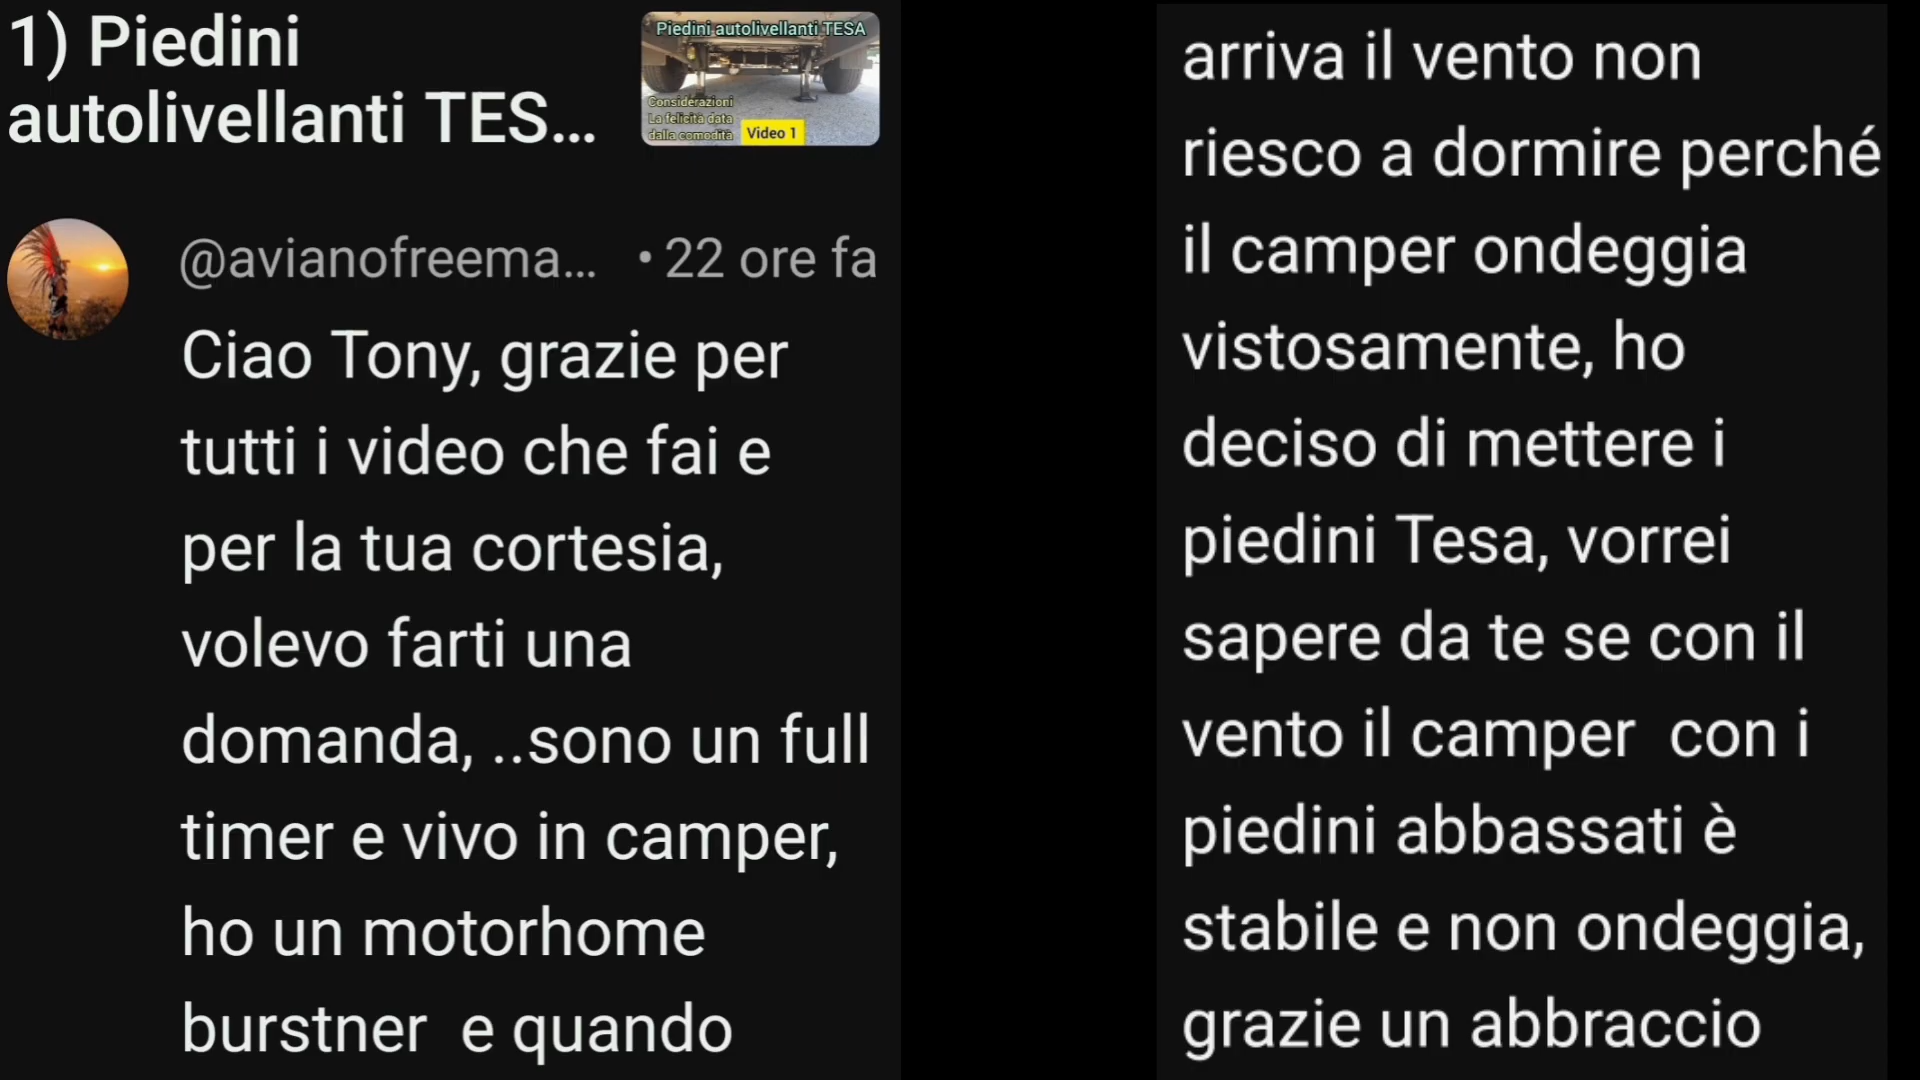 1) Piedini
autolivellanti TES...
Piedini autolivellanti TESA
Considerazioni
La felicità data
dalla comodità
Video 1
@avianofreema... • 22 ore fa
Ciao Tony, grazie per
tutti i video che fai e
per la tua cortesia,
volevo farti una
domanda, ..sono un full
timer e vivo in camper,
ho un motorhome
burstner  e quando
arriva il vento non
riesco a dormire perché
il camper ondeggia
vistosamente, ho
deciso di mettere i
piedini Tesa, vorrei
sapere da te se con il
vento il camper  con i
piedini abbassati è
stabile e non ondeggia,
grazie un abbraccio